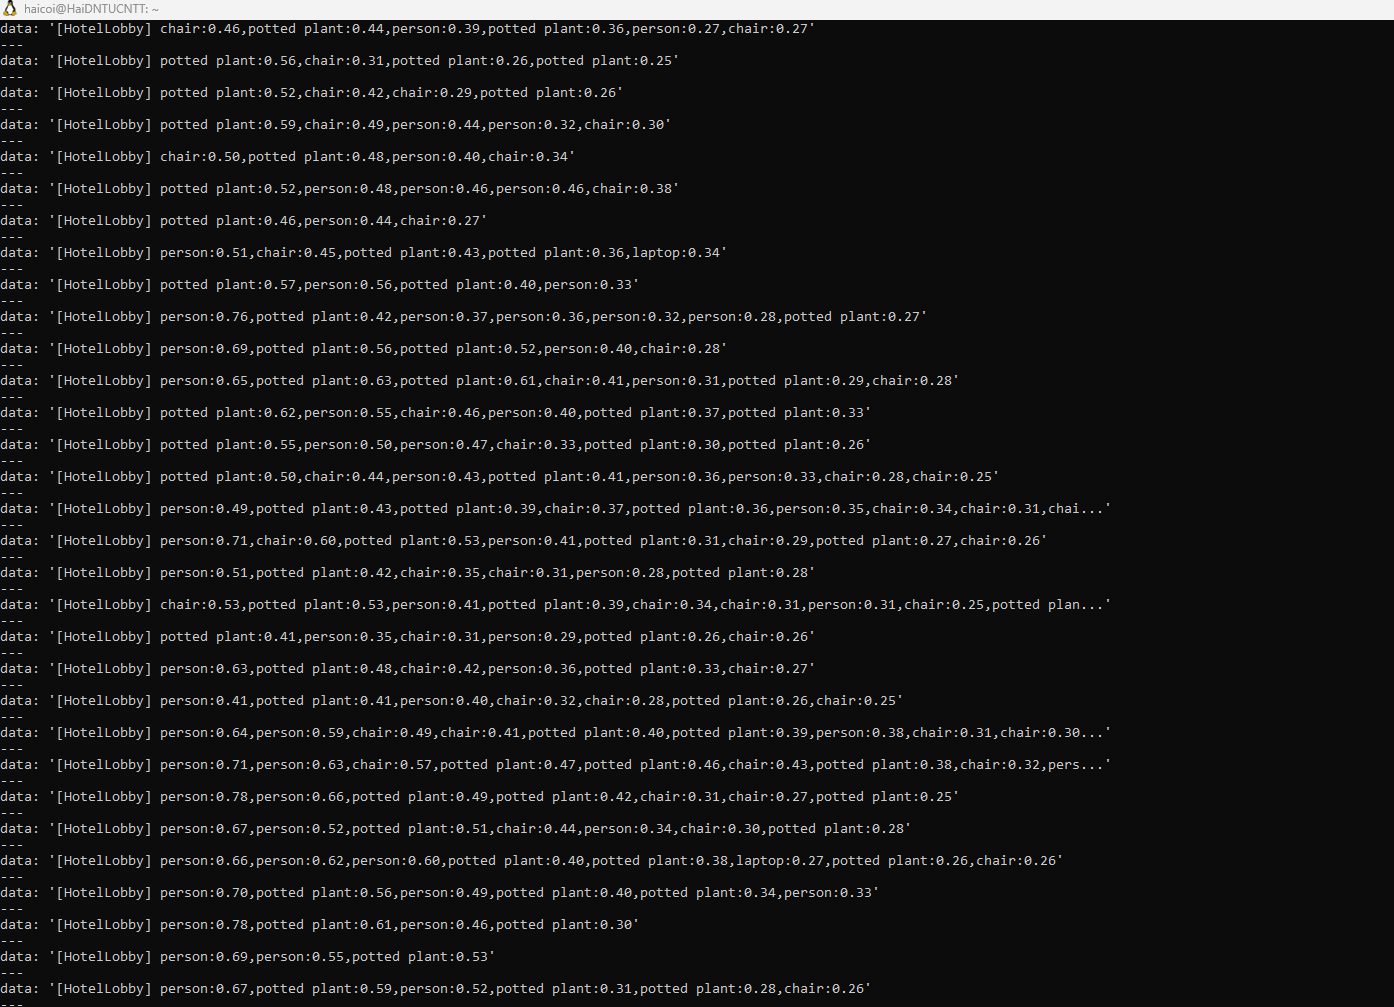 haicoi@HaiDNTUCNTT: ~
data: '[HotelLobby] chair:0.46,potted plant:0.44,person:0.39,potted plant:0.36,person:0.27,chair:0.27'
---
data: '[HotelLobby] potted plant:0.56,chair:0.31,potted plant:0.26,potted plant:0.25'
---
data: '[HotelLobby] potted plant:0.52,chair:0.42,chair:0.29,potted plant:0.26'
---
data: '[HotelLobby] potted plant:0.59,chair:0.49,person:0.44,person:0.32,chair:0.30'
---
data: '[HotelLobby] chair:0.50,potted plant:0.48,person:0.40,chair:0.34'
---
data: '[HotelLobby] potted plant:0.52,person:0.48,person:0.46,person:0.46,chair:0.38'
---
data: '[HotelLobby] potted plant:0.46,person:0.44,chair:0.27'
---
data: '[HotelLobby] person:0.51,chair:0.45,potted plant:0.43,potted plant:0.36,laptop:0.34'
---
data: '[HotelLobby] potted plant:0.57,person:0.56,potted plant:0.40,person:0.33'
---
data: '[HotelLobby] person:0.76,potted plant:0.42,person:0.37,person:0.36,person:0.32,person:0.28,potted plant:0.27'
---
data: '[HotelLobby] person:0.69,potted plant:0.56,potted plant:0.52,person:0.40,chair:0.28'
---
data: '[HotelLobby] person:0.65,potted plant:0.63,potted plant:0.61,chair:0.41,person:0.31,potted plant:0.29,chair:0.28'
---
data: '[HotelLobby] potted plant:0.62,person:0.55,chair:0.46,person:0.40,potted plant:0.37,potted plant:0.33'
---
data: '[HotelLobby] potted plant:0.55,person:0.50,person:0.47,chair:0.33,potted plant:0.30,potted plant:0.26'
---
data: '[HotelLobby] potted plant:0.50,chair:0.44,person:0.43,potted plant:0.41,person:0.36,person:0.33,chair:0.28,chair:0.25'
---
data: '[HotelLobby] person:0.49,potted plant:0.43,potted plant:0.39,chair:0.37,potted plant:0.36,person:0.35,chair:0.34,chair:0.31,chai...'
---
data: '[HotelLobby] person:0.71,chair:0.60,potted plant:0.53,person:0.41,potted plant:0.31,chair:0.29,potted plant:0.27,chair:0.26'
---
data: '[HotelLobby] person:0.51,potted plant:0.42,chair:0.35,chair:0.31,person:0.28,potted plant:0.28'
---
data: '[HotelLobby] chair:0.53,potted plant:0.53,person:0.41,potted plant:0.39,chair:0.34,chair:0.31,person:0.31,chair:0.25,potted plan...'
---
data: '[HotelLobby] potted plant:0.41,person:0.35,chair:0.31,person:0.29,potted plant:0.26,chair:0.26'
---
data: '[HotelLobby] person:0.63,potted plant:0.48,chair:0.42,person:0.36,potted plant:0.33,chair:0.27'
---
data: '[HotelLobby] person:0.41,potted plant:0.41,person:0.40,chair:0.32,chair:0.28,potted plant:0.26,chair:0.25'
---
data: '[HotelLobby] person:0.64,person:0.59,chair:0.49,chair:0.41,potted plant:0.40,potted plant:0.39,person:0.38,chair:0.31,chair:0.30...'
---
data: '[HotelLobby] person:0.71,person:0.63,chair:0.57,potted plant:0.47,potted plant:0.46,chair:0.43,potted plant:0.38,chair:0.32,pers...'
---
data: '[HotelLobby] person:0.78,person:0.66,potted plant:0.49,potted plant:0.42,chair:0.31,chair:0.27,potted plant:0.25'
---
data: '[HotelLobby] person:0.67,person:0.52,potted plant:0.51,chair:0.44,person:0.34,chair:0.30,potted plant:0.28'
---
data: '[HotelLobby] person:0.66,person:0.62,person:0.60,potted plant:0.40,potted plant:0.38,laptop:0.27,potted plant:0.26,chair:0.26'
---
data: '[HotelLobby] person:0.70,potted plant:0.56,person:0.49,potted plant:0.40,potted plant:0.34,person:0.33'
---
data: '[HotelLobby] person:0.78,potted plant:0.61,person:0.46,potted plant:0.30'
---
data: '[HotelLobby] person:0.69,person:0.55,potted plant:0.53'
---
data: '[HotelLobby] person:0.67,potted plant:0.59,person:0.52,potted plant:0.31,potted plant:0.28,chair:0.26'
---